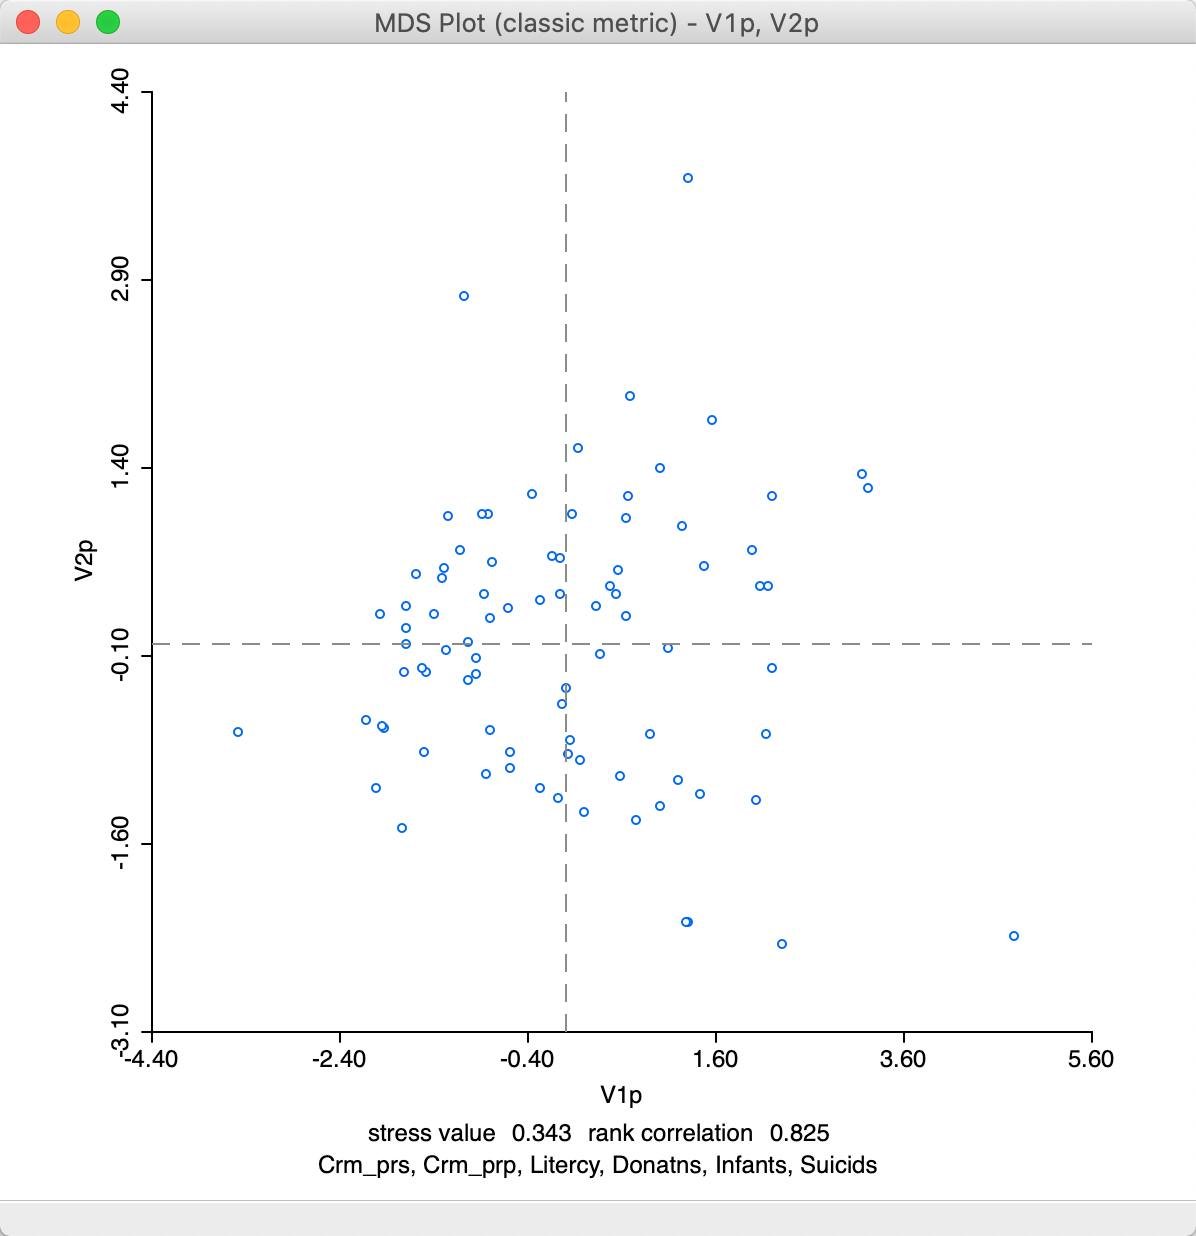 MDS Plot (classic metric) - V1p, V2p
4.40
2.90
1.40
-0.10
-1.60
-3.10
V2p
-4.40
-2.40
-0.40
1.60
3.60
5.60
V1p
stress value 0.343 rank correlation 0.825
Crm_prs, Crm_prp, Litercy, Donatns, Infants, Suicids